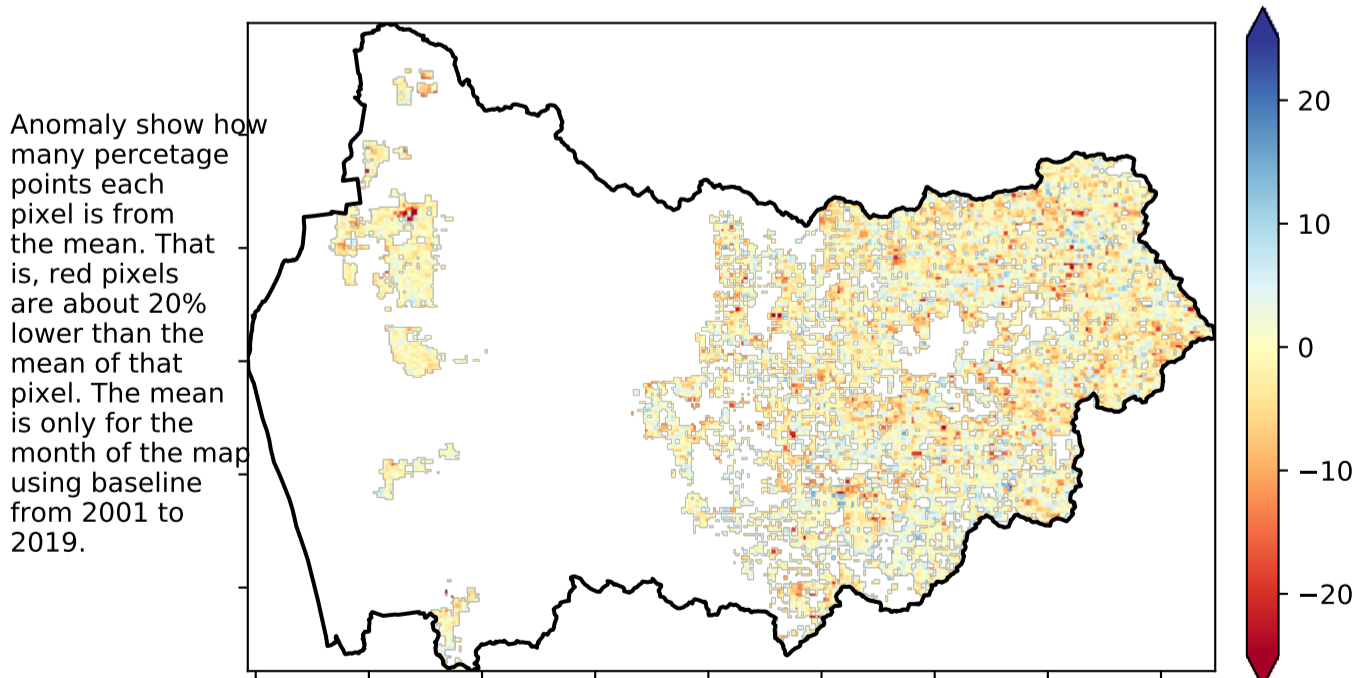 Anomaly show how
many percetage
points each
pixel is from
the mean. That
is, red pixels
are about 20%
lower than the
mean of that
pixel. The mean
is only for the
month of the map
using baseline
from 2001 to
2019.
20
10
0
−10
−20